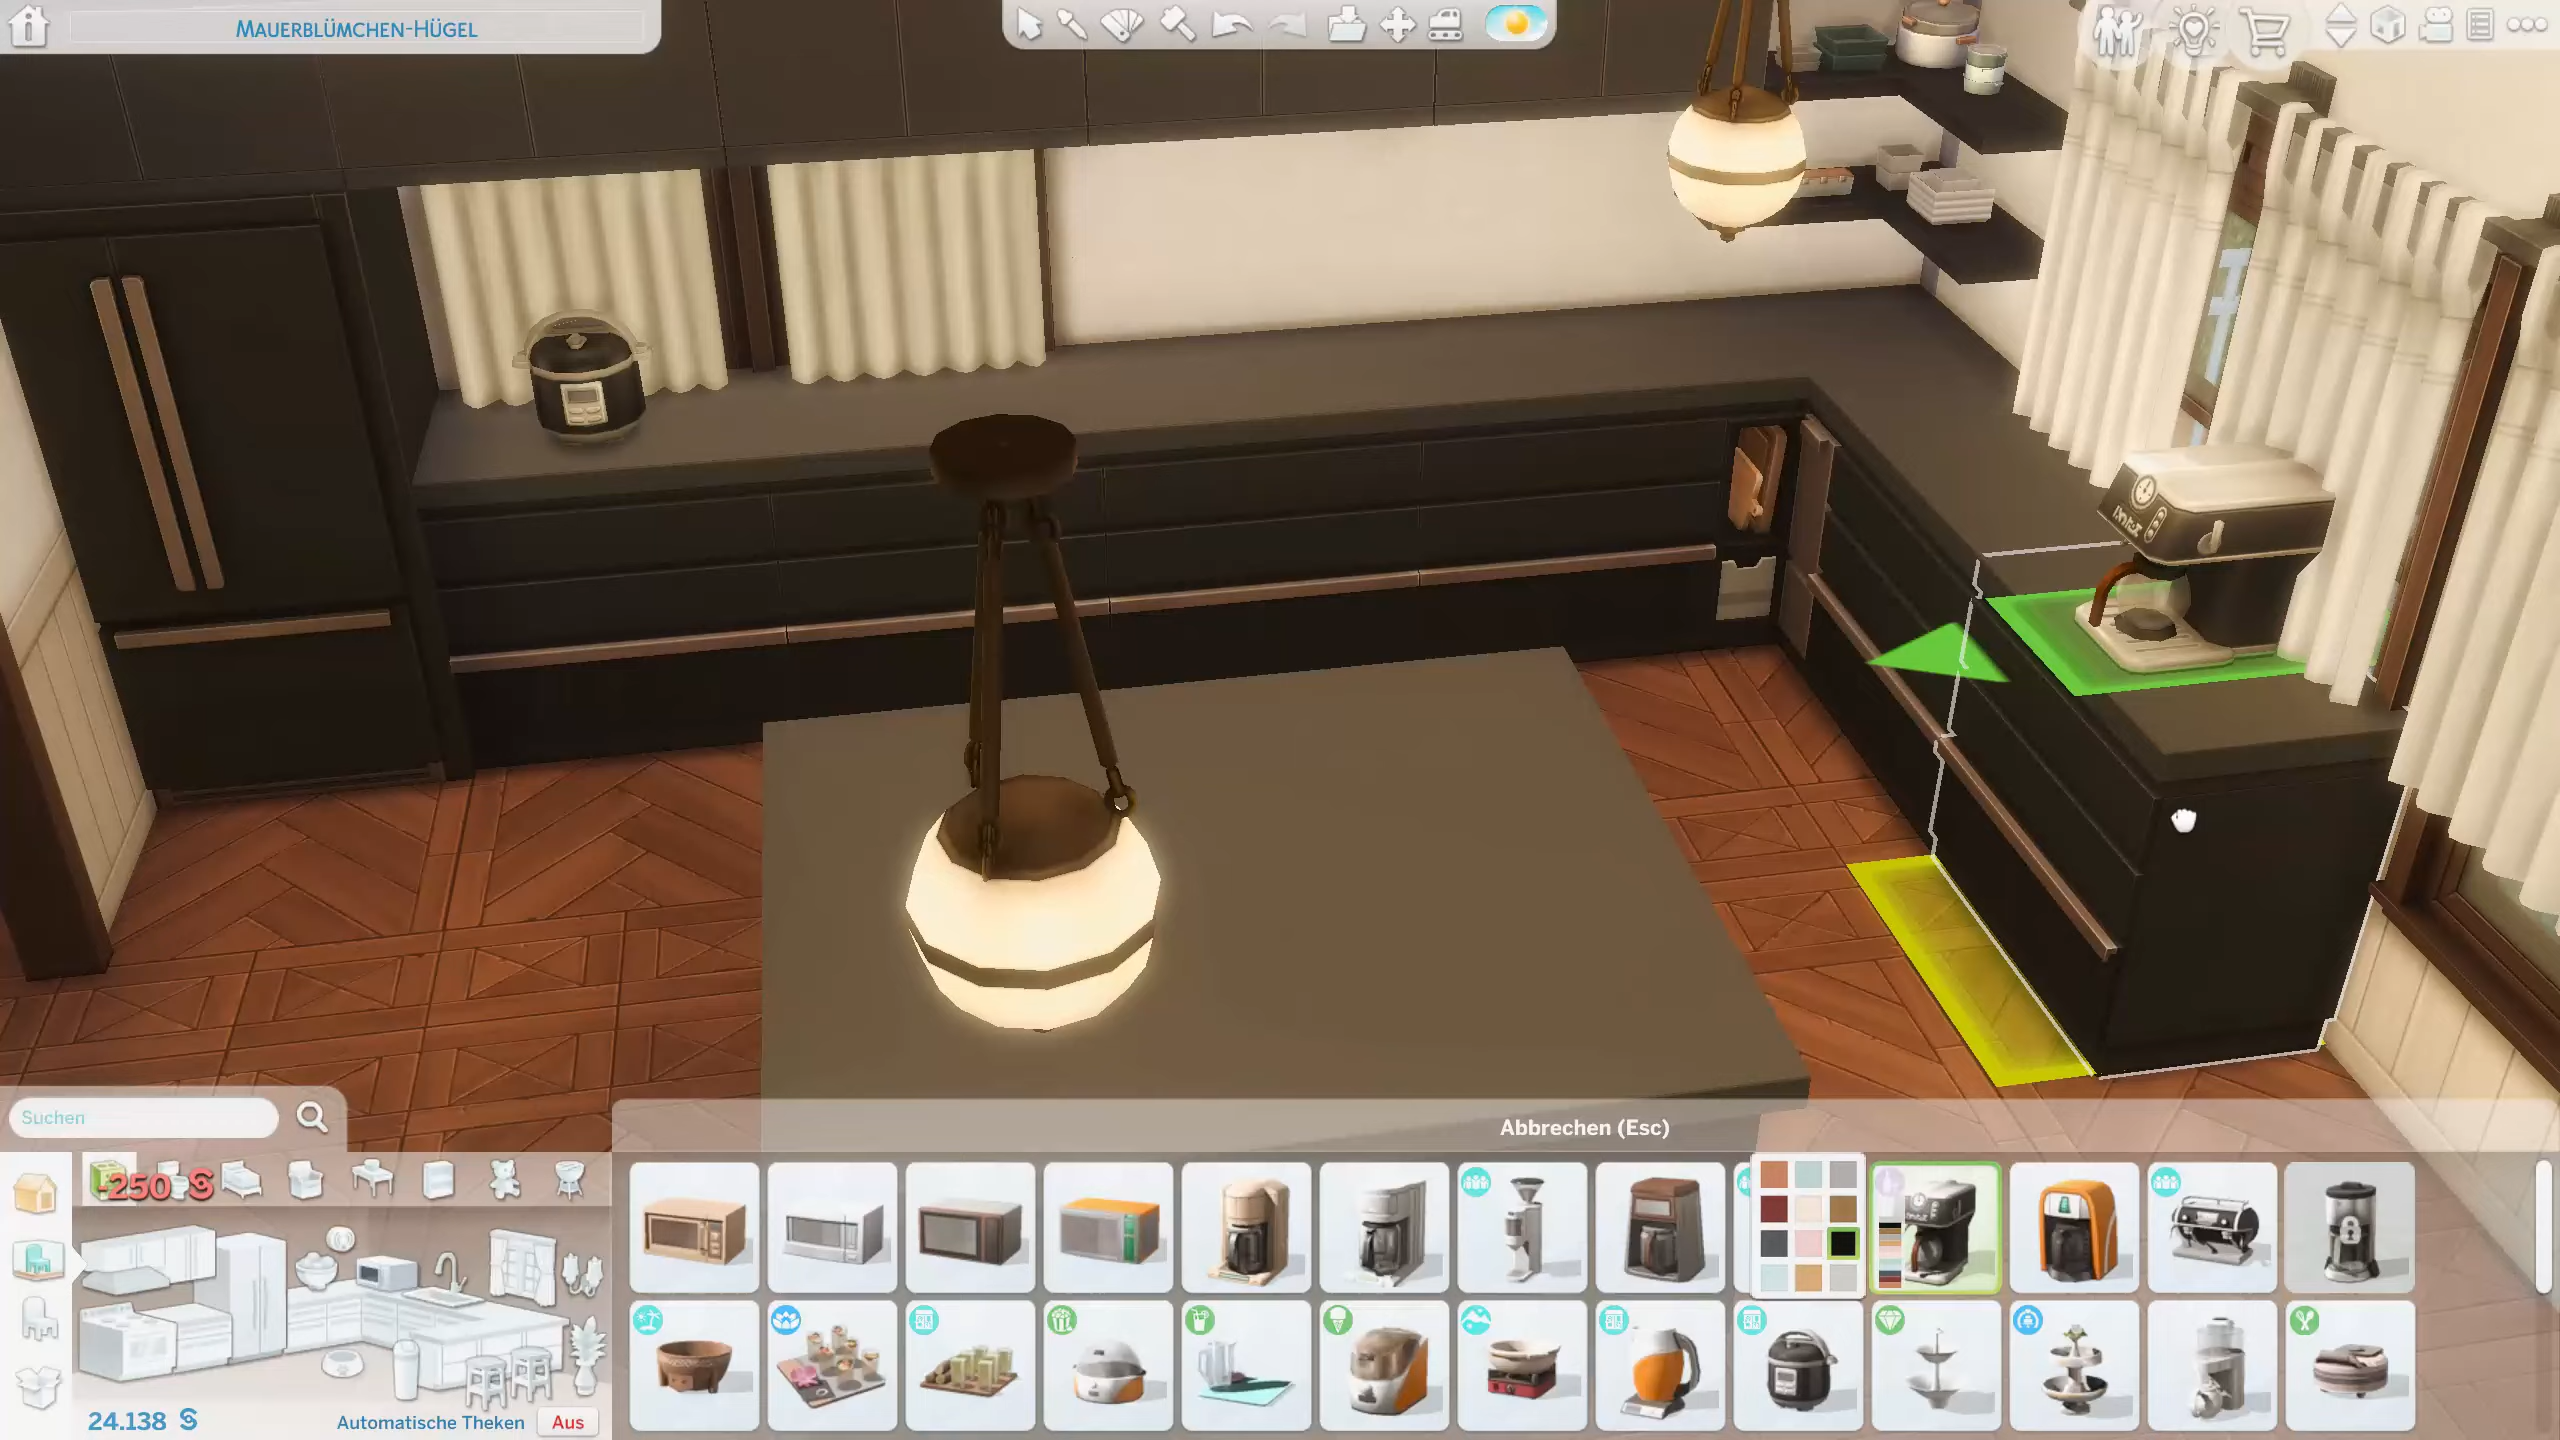 Mauerblümchen-Hügel
Abbrechen (Esc)
Suchen
-250
24.138
Automatische Theken
Aus